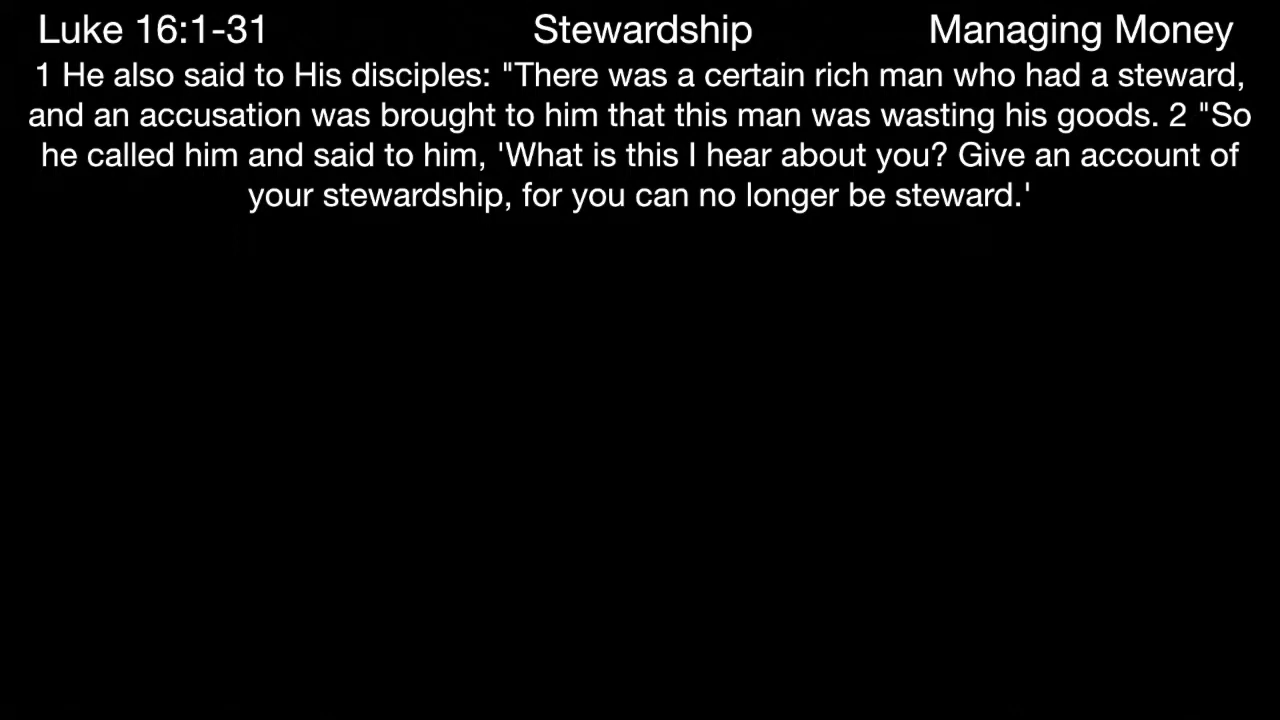 Luke 16:1-31 Stewardship Managing Money
1 He also said to His disciples: "There was a certain rich man who had a steward,
and an accusation was brought to him that this man was wasting his goods. 2 "So
he called him and said to him, 'What is this I hear about you? Give an account of
your stewardship, for you can no longer be steward.'